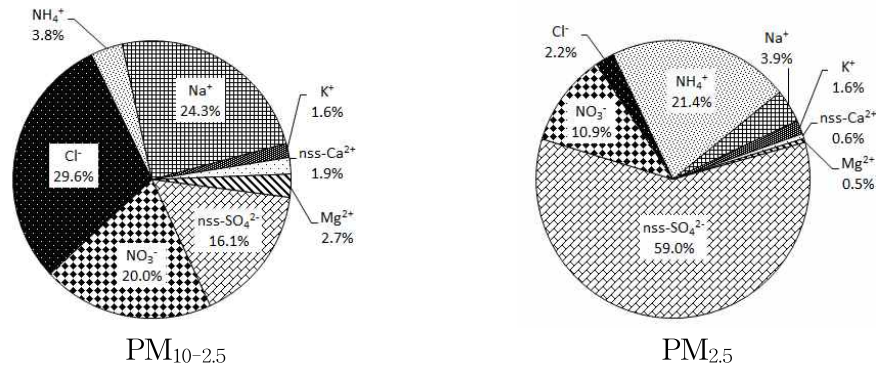 NH₄⁺
3.8%
Na⁺
24.3%
K⁺
1.6%
nss-Ca²⁺
1.9%
Mg²⁺
2.7%
nss-SO₄²⁻
16.1%
NO₃⁻
20.0%
Cl⁻
29.6%
PM₁₀₋₂.₅
Cl⁻
2.2%
NH₄⁺
21.4%
Na⁺
3.9%
K⁺
1.6%
nss-Ca²⁺
0.6%
Mg²⁺
0.5%
nss-SO₄²⁻
59.0%
NO₃⁻
10.9%
PM₂.₅